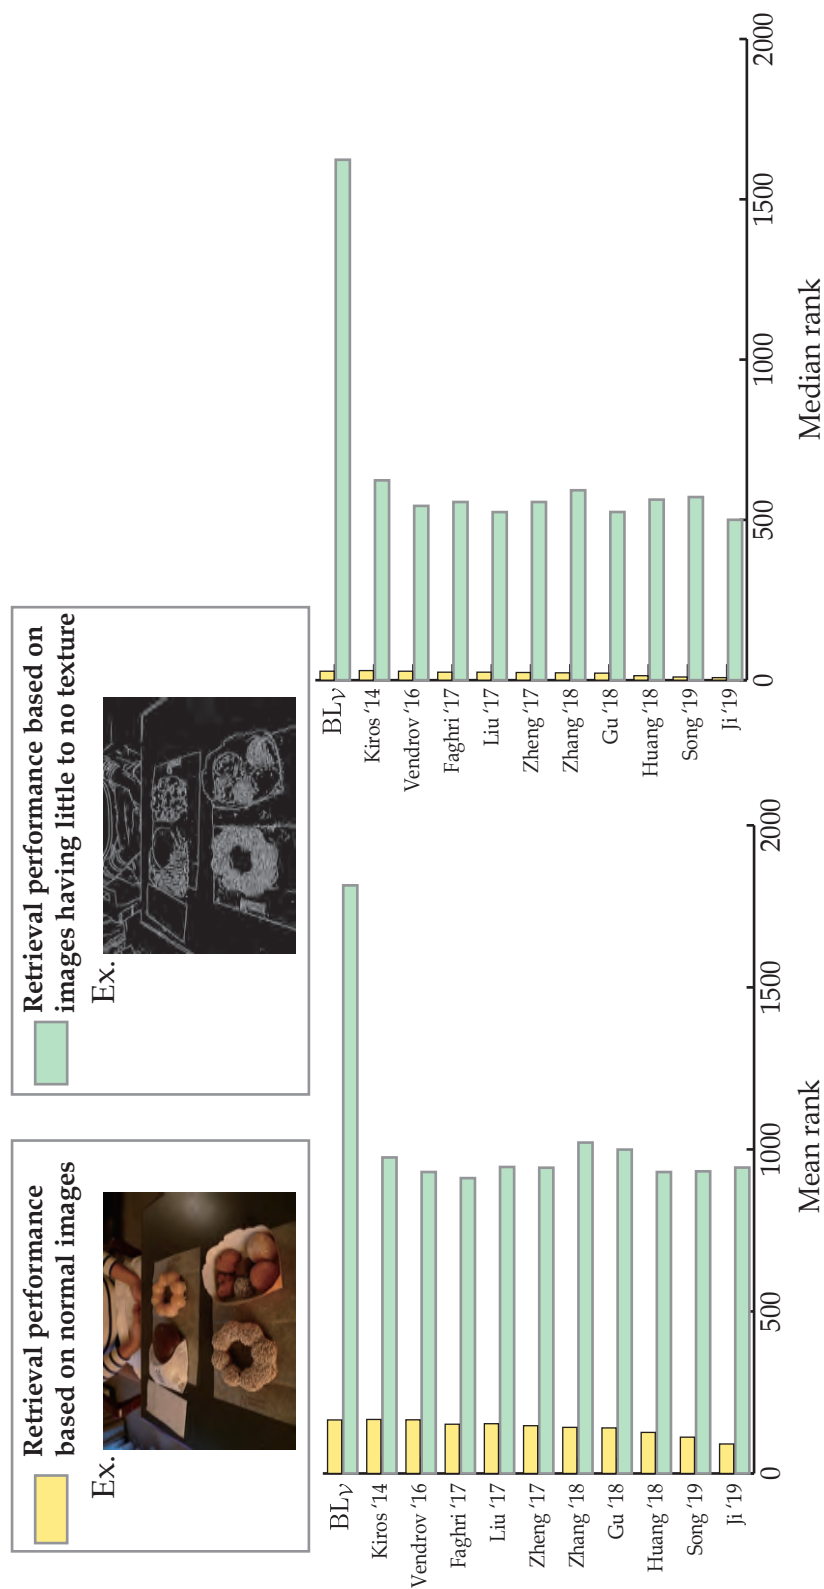 Retrieval performance
based on normal images
Ex.
Retrieval performance based on
images having little to no texture
Ex.
BLν
Kiros ‘14
Vendrov ‘16
Faghri ‘17
Liu ‘17
Zheng ‘17
Zhang ‘18
Gu ‘18
Huang ‘18
Song ‘19
Ji ‘19
0
500
1000
1500
2000
Mean rank
BLν
Kiros ‘14
Vendrov ‘16
Faghri ‘17
Liu ‘17
Zheng ‘17
Zhang ‘18
Gu ‘18
Huang ‘18
Song ‘19
Ji ‘19
0
500
1000
1500
2000
Median rank